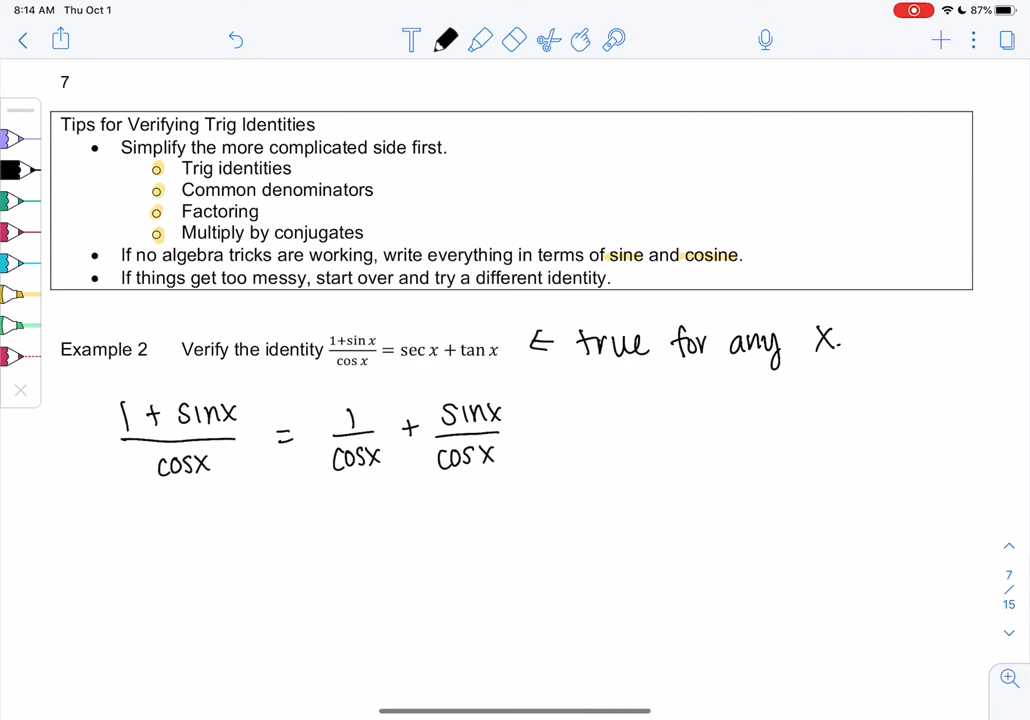 8:14 AM Thu Oct 1
87%
7
Tips for Verifying Trig Identities
• Simplify the more complicated side first.
o Trig identities
o Common denominators
o Factoring
o Multiply by conjugates
• If no algebra tricks are working, write everything in terms of sine and cosine.
• If things get too messy, start over and try a different identity.
Example 2 Verify the identity (1+sin x)/(cos x) = sec x + tan x ← true for any x.
(1 + sinx)/(cosx) = 1/(cosx) + (sinx)/(cosx)
7
/
15